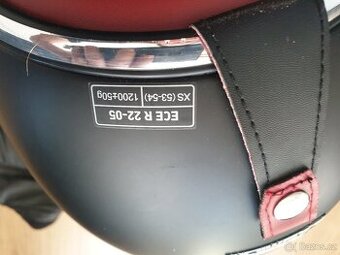 ECE R 22-05
XS (53-54) 1200±50g
Bazos.cz